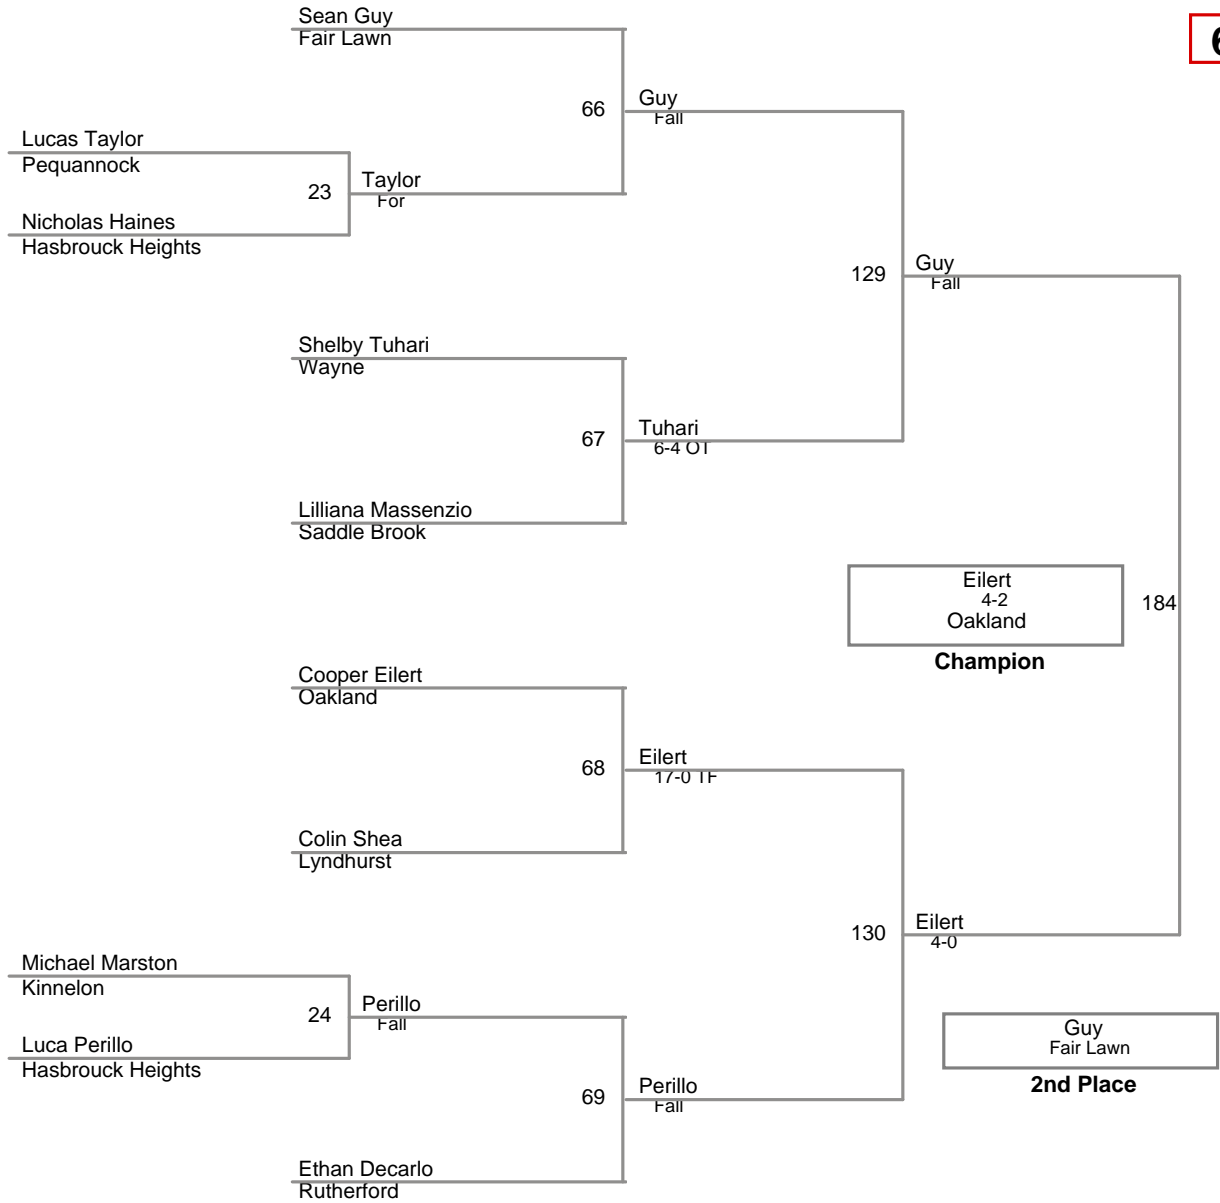 Sean Guy
Fair Lawn
6
66
Guy
Fall
Lucas Taylor
Pequannock
23
Taylor
For
Nicholas Haines
Hasbrouck Heights
129
Guy
Fall
Shelby Tuhari
Wayne
67
Tuhari
6-4 OT
Lilliana Massenzio
Saddle Brook
Eilert
4-2
Oakland
184
Champion
Cooper Eilert
Oakland
68
Eilert
17-0 TF
Colin Shea
Lyndhurst
130
Eilert
4-0
Michael Marston
Kinnelon
24
Perillo
Fall
Luca Perillo
Hasbrouck Heights
Guy
Fair Lawn
2nd Place
69
Perillo
Fall
Ethan Decarlo
Rutherford